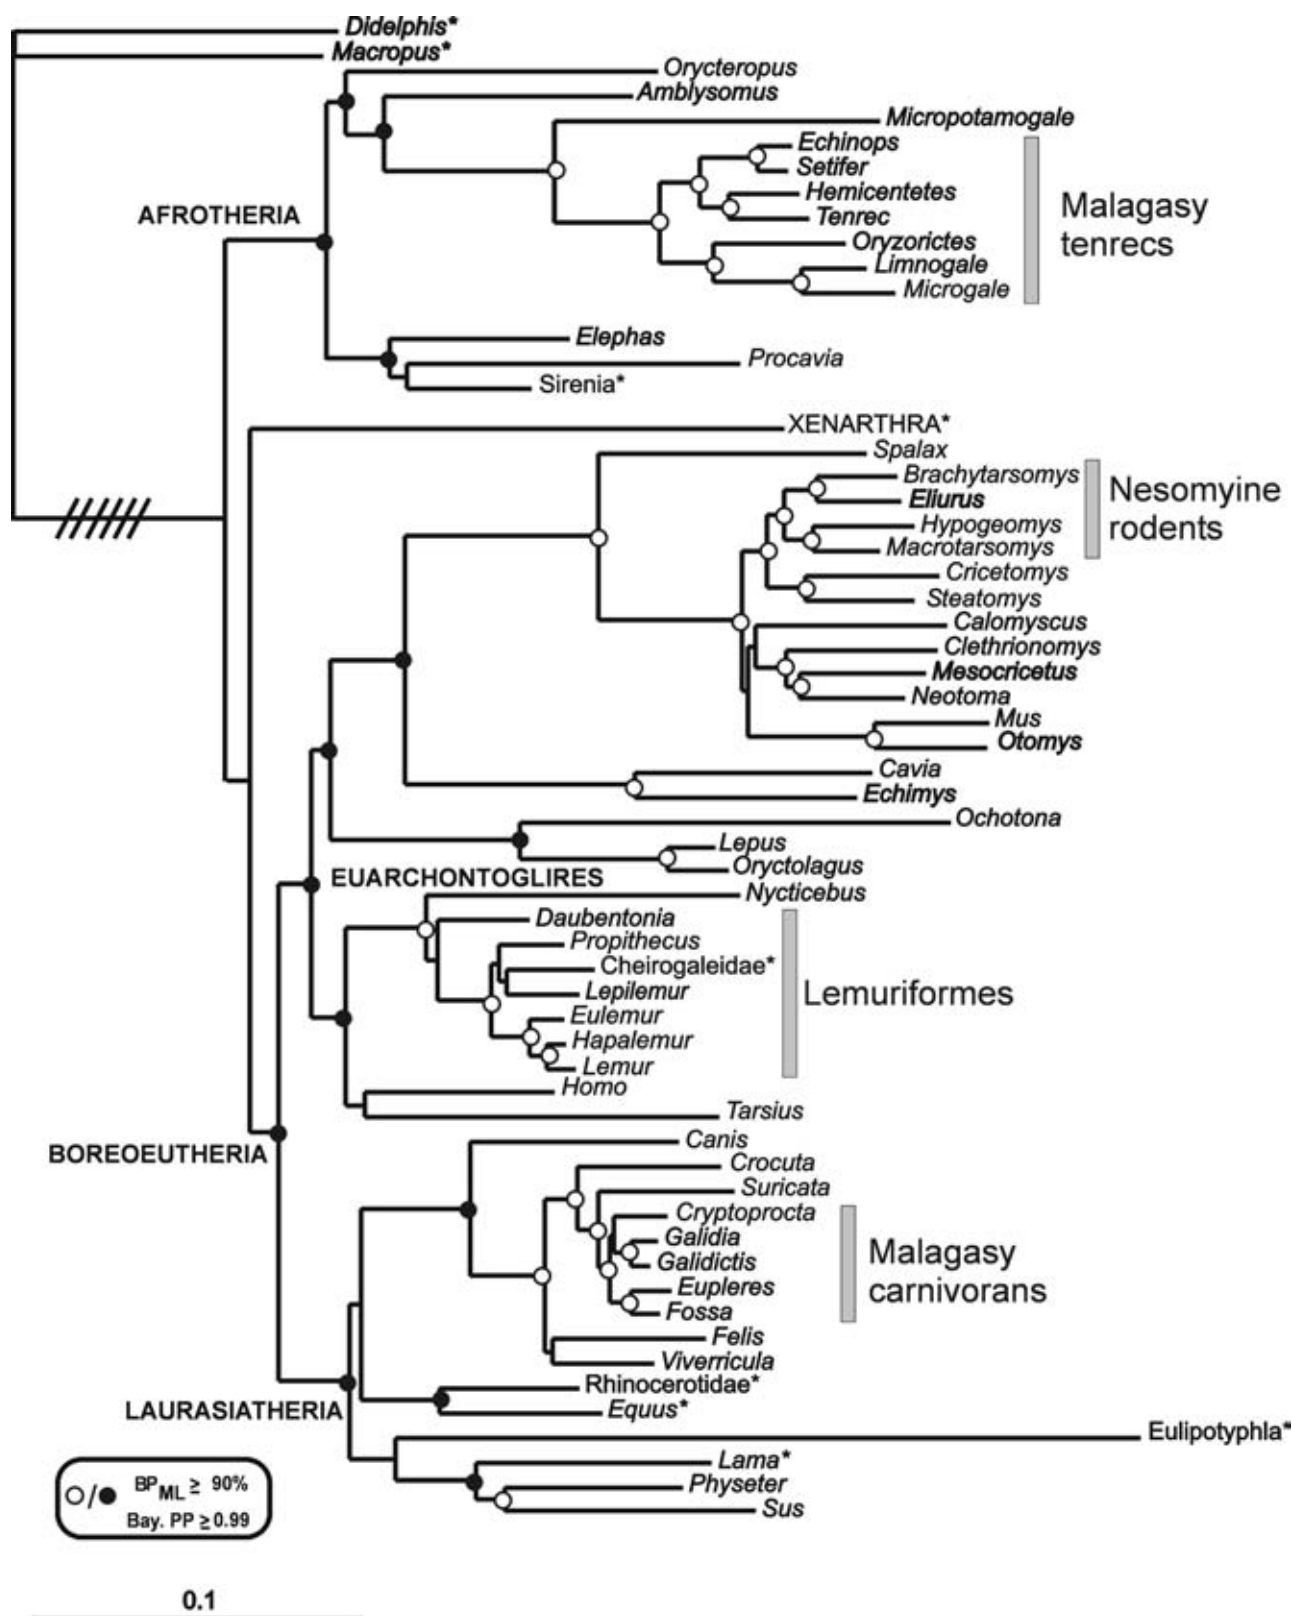 Didelphis*
Macropus*
Orycteropus
Amblysomus
Micropotamogale
Echinops
Setifer
Hemicentetes
Tenrec
Oryzorictes
Limnogale
Microgale
Malagasy
tenrecs
AFROTHERIA
Elephas
Procavia
Sirenia*
XENARTHRA*
Spalax
Brachytarsomys
Eliurus
Hypogeomys
Macrotarsomys
Nesomyine
rodents
Cricetomys
Steatomys
Calomyscus
Clethrionomys
Mesocricetus
Neotoma
Mus
Otomys
Cavia
Echimys
Ochotona
Lepus
Oryctolagus
EUARCHONTOGLIRES
Nycticebus
Daubentonia
Propithecus
Cheirogaleidae*
Lepilemur
Eulemur
Hapalemur
Lemur
Lemuriformes
Homo
Tarsius
BOREOEUTHERIA
Canis
Crocuta
Suricata
Cryptoprocta
Galidia
Galidictis
Eupleres
Fossa
Malagasy
carnivorans
Felis
Viverricula
Rhinocerotidae*
Equus*
LAURASIATHERIA
Eulipotyphla*
Lama*
Physeter
Sus
/ BP ML ≥ 90%
Bay. PP ≥ 0.99
0.1